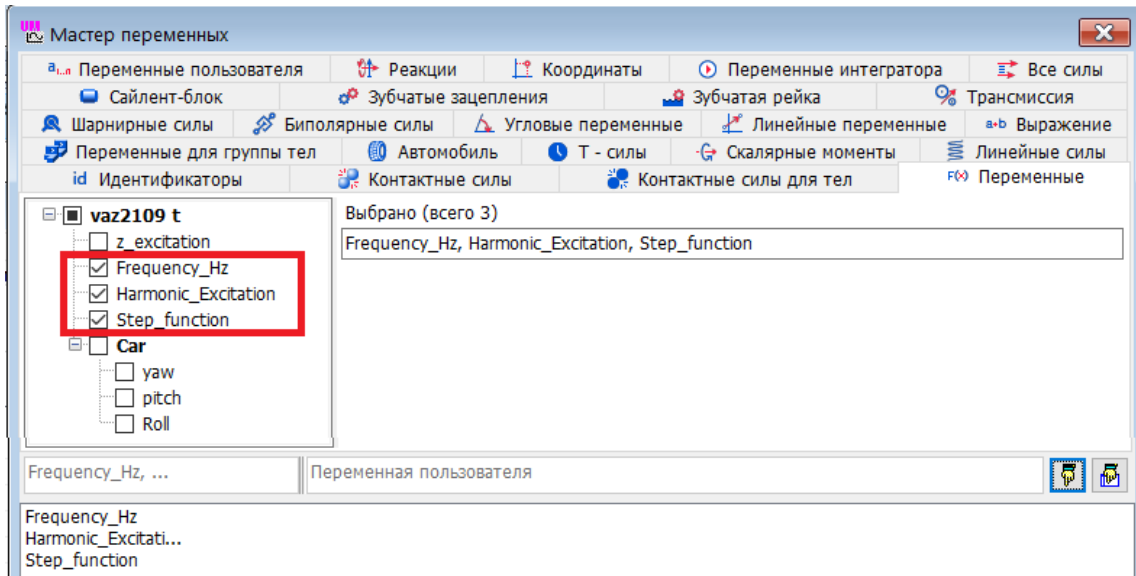 UM Мастер переменных
a...n Переменные пользователя Реакции Координаты Переменные интегратора Все силы
Сайлент-блок Зубчатые зацепления Зубчатая рейка Трансмиссия
Шарнирные силы Биполярные силы Угловые переменные Линейные переменные a+b Выражение
Переменные для группы тел Автомобиль T - силы Скалярные моменты Линейные силы
id Идентификаторы Контактные силы Контактные силы для тел F(x) Переменные
vaz2109 t
z_excitation
Frequency_Hz
Harmonic_Excitation
Step_function
Car
yaw
pitch
Roll
Выбрано (всего 3)
Frequency_Hz, Harmonic_Excitation, Step_function
Frequency_Hz, ... Переменная пользователя
Frequency_Hz
Harmonic_Excitati...
Step_function